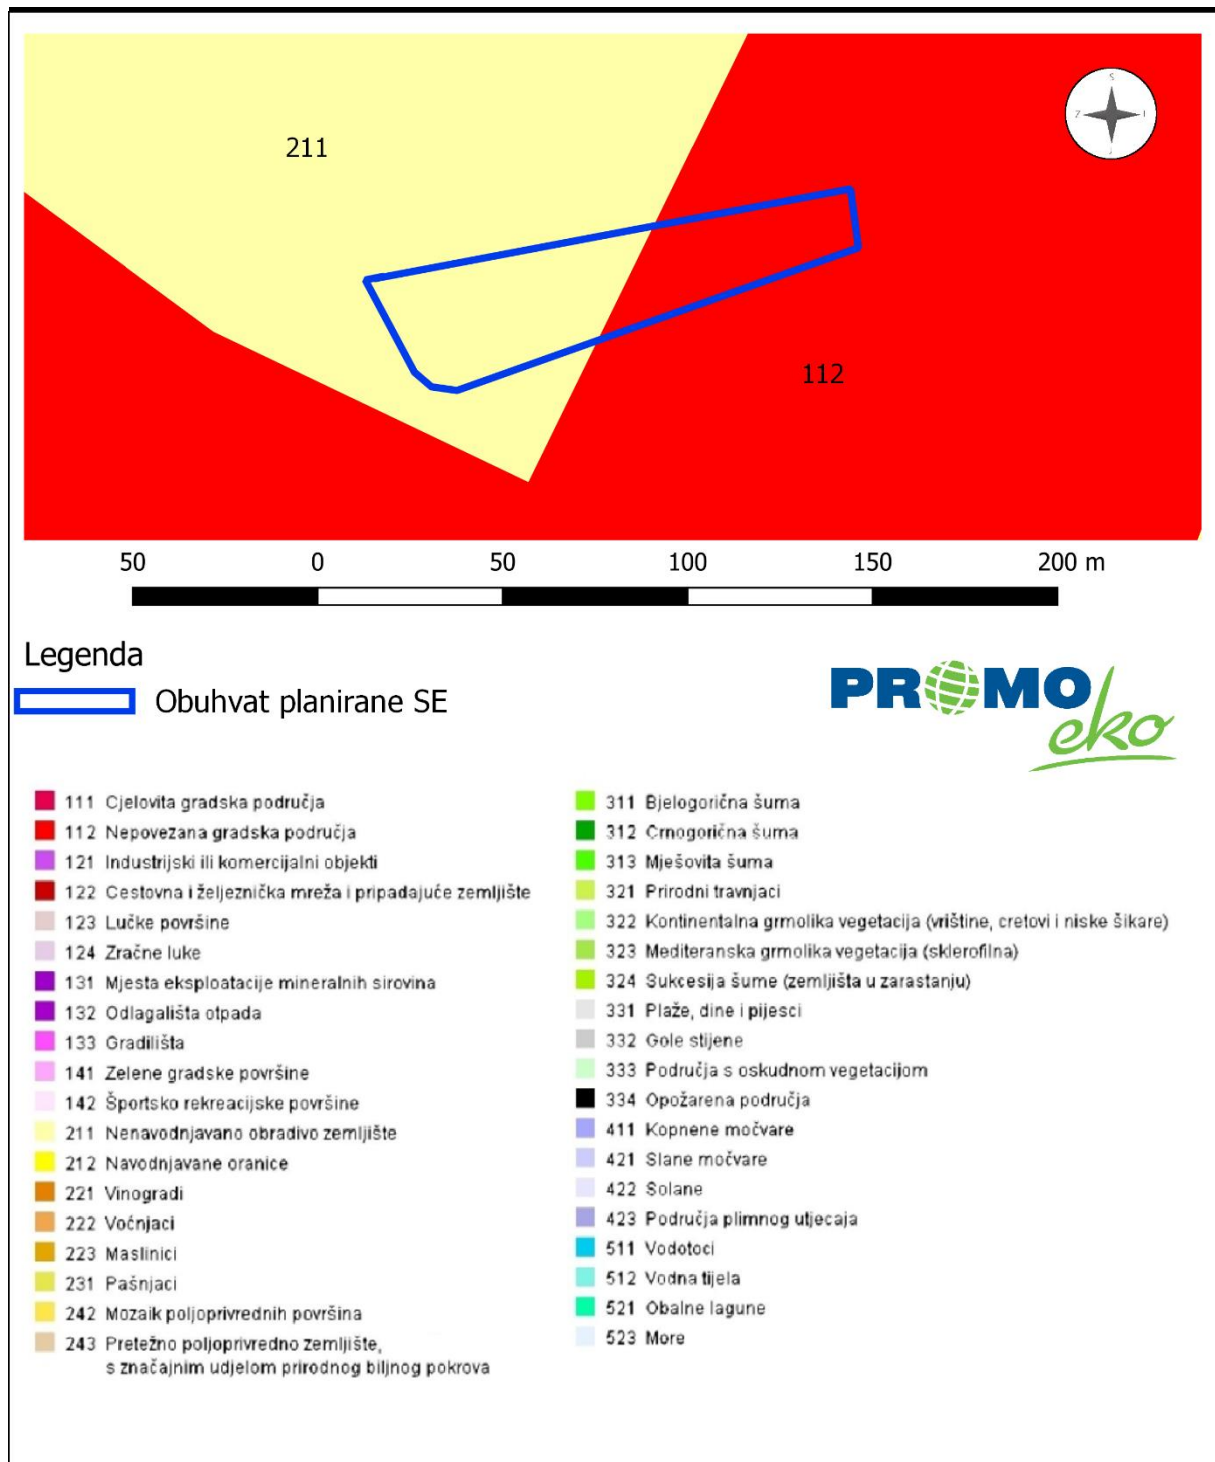 S
Z I
J
211
112
50 0 50 100 150 200 m
Legenda
Obuhvat planirane SE
PROMO
eko
111 Cjelovita gradska područja
112 Nepovezana gradska područja
121 Industrijski ili komercijalni objekti
122 Cestovna i željeznička mreža i pripadajuće zemljište
123 Lučke površine
124 Zračne luke
131 Mjesta eksploatacije mineralnih sirovina
132 Odlagališta otpada
133 Gradilišta
141 Zelene gradske površine
142 Športsko rekreacijske površine
211 Nenavodnjavano obradivo zemljište
212 Navodnjavane oranice
221 Vinogradi
222 Voćnjaci
223 Maslinici
231 Pašnjaci
242 Mozaik poljoprivrednih površina
243 Pretežno poljoprivredno zemljište,
s značajnim udjelom prirodnog biljnog pokrova
311 Bjelogorična šuma
312 Crnogorična šuma
313 Mješovita šuma
321 Prirodni travnjaci
322 Kontinentalna grmolika vegetacija (vrištine, cretovi i niske šikare)
323 Mediteranska grmolika vegetacija (sklerofilna)
324 Sukcesija šume (zemljišta u zarastanju)
331 Plaže, dine i pijesci
332 Gole stijene
333 Područja s oskudnom vegetacijom
334 Opožarena područja
411 Kopnene močvare
421 Slane močvare
422 Solane
423 Područja plimnog utjecaja
511 Vodotoci
512 Vodna tijela
521 Obalne lagune
523 More